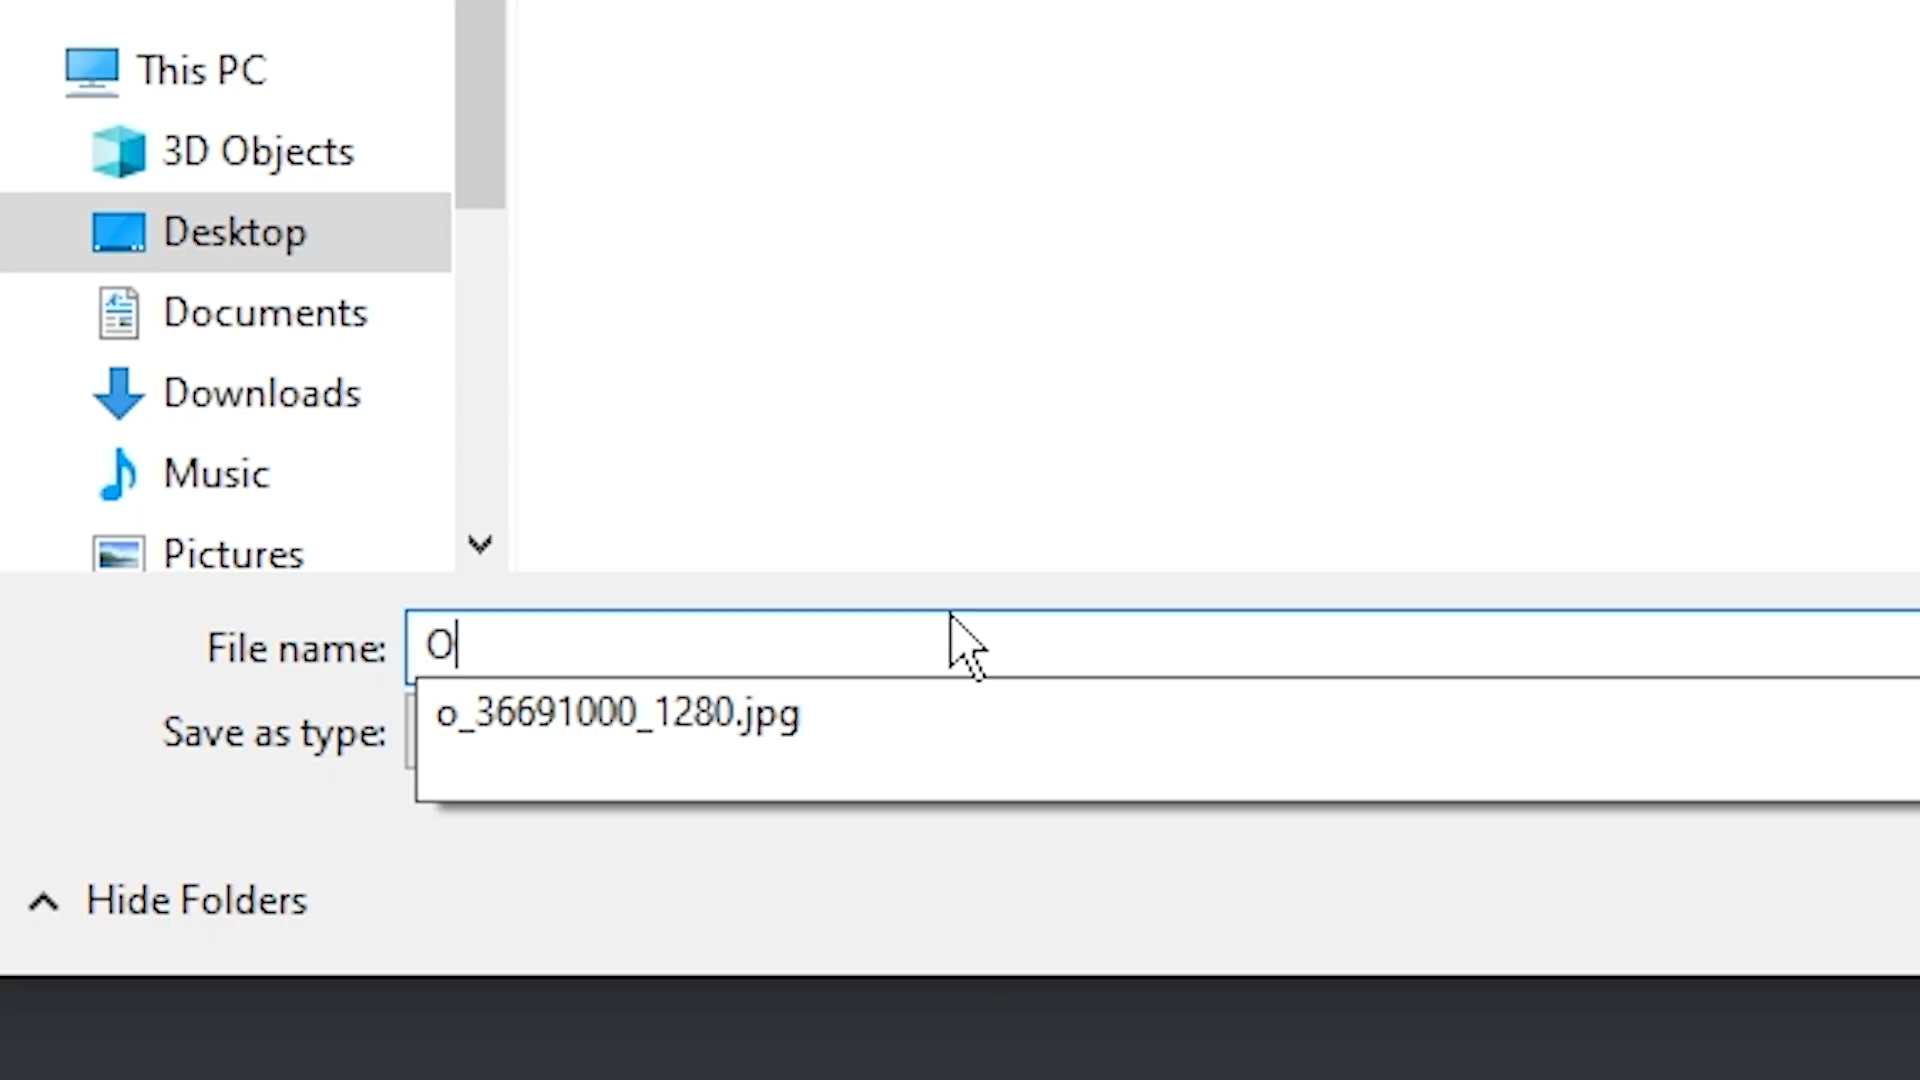 This PC
3D Objects
Desktop
Documents
Downloads
Music
Pictures
File name: O
o_36691000_1280.jpg
Save as type:
Hide Folders